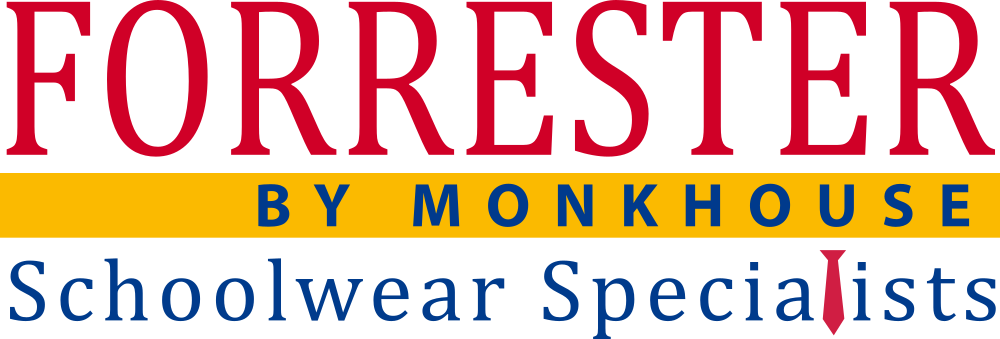 FORRESTER
BY MONKHOUSE
Schoolwear Specialists